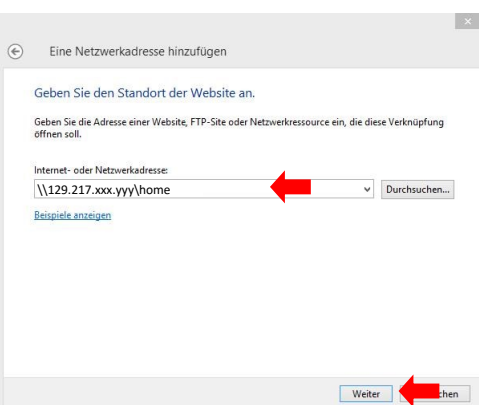 Eine Netzwerkadresse hinzufügen
Geben Sie den Standort der Website an.
Geben Sie die Adresse einer Website, FTP-Site oder Netzwerkressource ein, die diese Verknüpfung
öffnen soll.
Internet- oder Netzwerkadresse:
\\129.217.xxx.yyy\home
Durchsuchen...
Beispiele anzeigen
Weiter